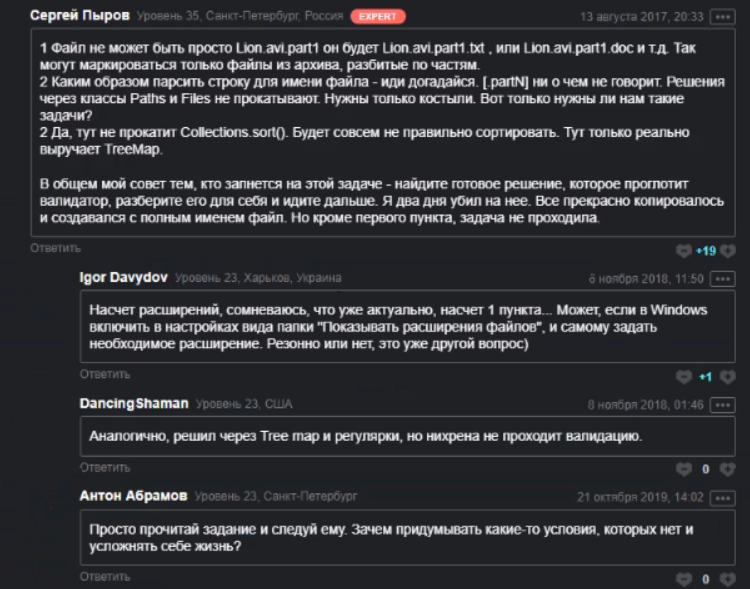 Сергей Пыров Уровень 35, Санкт-Петербург, Россия EXPERT 13 августа 2017, 20:33
1 Файл не может быть просто Lion.avi.part1 он будет Lion.avi.part1.txt , или Lion.avi.part1.doc и т.д. Так
могут маркироваться только файлы из архива, разбитые по частям.
2 Каким образом парсить строку для имени файла - иди догадайся. [.partN] ни о чем не говорит. Решения
через классы Paths и Files не прокатывают. Нужны только костыли. Вот только нужны ли нам такие
задачи?
2 Да, тут не прокатит Collections.sort(). Будет совсем не правильно сортировать. Тут только реально
выручает TreeMap.
В общем мой совет тем, кто запнется на этой задаче - найдите готовое решение, которое проглотит
валидатор, разберите его для себя и идите дальше. Я два дня убил на нее. Все прекрасно копировалось
и создавался с полным именем файл. Но кроме первого пункта, задача не проходила.
Ответить +19
Igor Davydov Уровень 23, Харьков, Украина 6 ноября 2018, 11:50
Насчет расширений, сомневаюсь, что уже актуально, насчет 1 пункта... Может, если в Windows
включить в настройках вида папки "Показывать расширения файлов", и самому задать
необходимое расширение. Резонно или нет, это уже другой вопрос)
Ответить +1
DancingShaman Уровень 23, США 8 ноября 2018, 01:46
Аналогично, решил через Tree map и регулярки, но нихрена не проходит валидацию.
Ответить 0
Антон Абрамов Уровень 23, Санкт-Петербург 21 октября 2019, 14:02
Просто прочитай задание и следуй ему. Зачем придумывать какие-то условия, которых нет и
усложнять себе жизнь?
Ответить 0